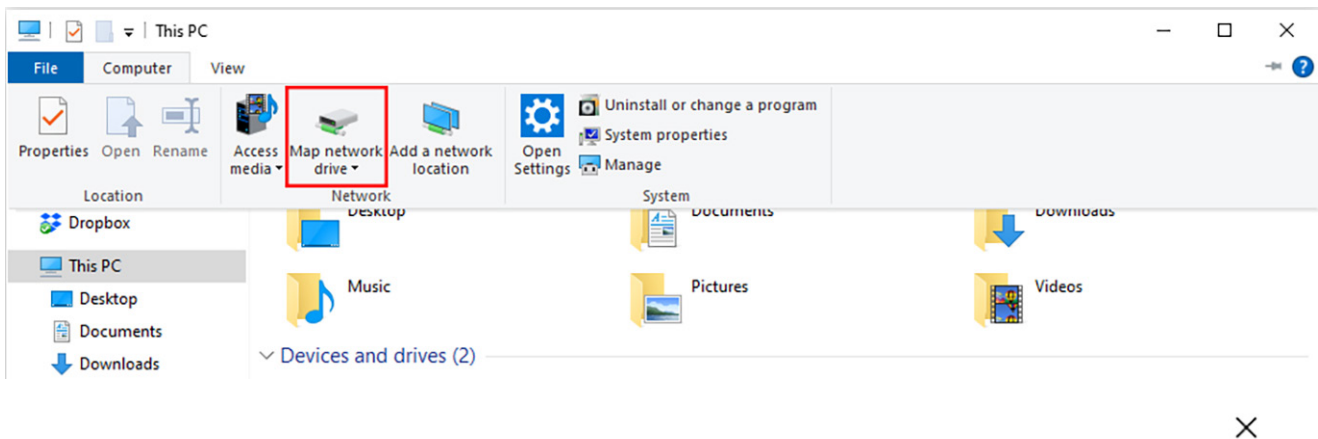 This PC
File Computer View
Properties Open Rename
Access media
Map network drive
Add a network location
Open Settings
Uninstall or change a program
System properties
Manage
Location Network System
Dropbox
This PC
Desktop
Documents
Downloads
Desktop Documents Downloads
Music Pictures Videos
Devices and drives (2)